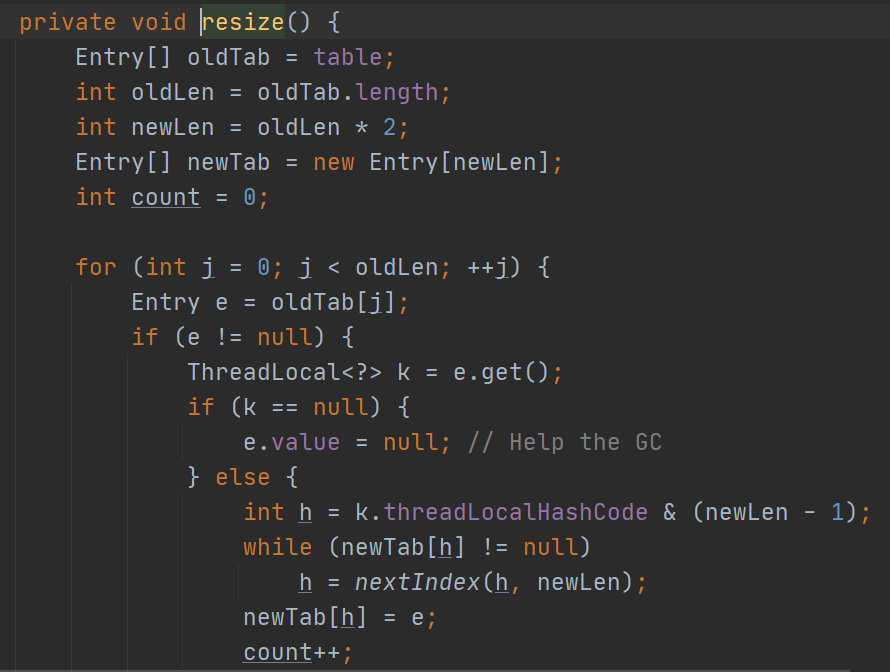 private void resize() {
    Entry[] oldTab = table;
    int oldLen = oldTab.length;
    int newLen = oldLen * 2;
    Entry[] newTab = new Entry[newLen];
    int count = 0;

    for (int j = 0; j < oldLen; ++j) {
        Entry e = oldTab[j];
        if (e != null) {
            ThreadLocal<?> k = e.get();
            if (k == null) {
                e.value = null; // Help the GC
            } else {
                int h = k.threadLocalHashCode & (newLen - 1);
                while (newTab[h] != null)
                    h = nextIndex(h, newLen);
                newTab[h] = e;
                count++;